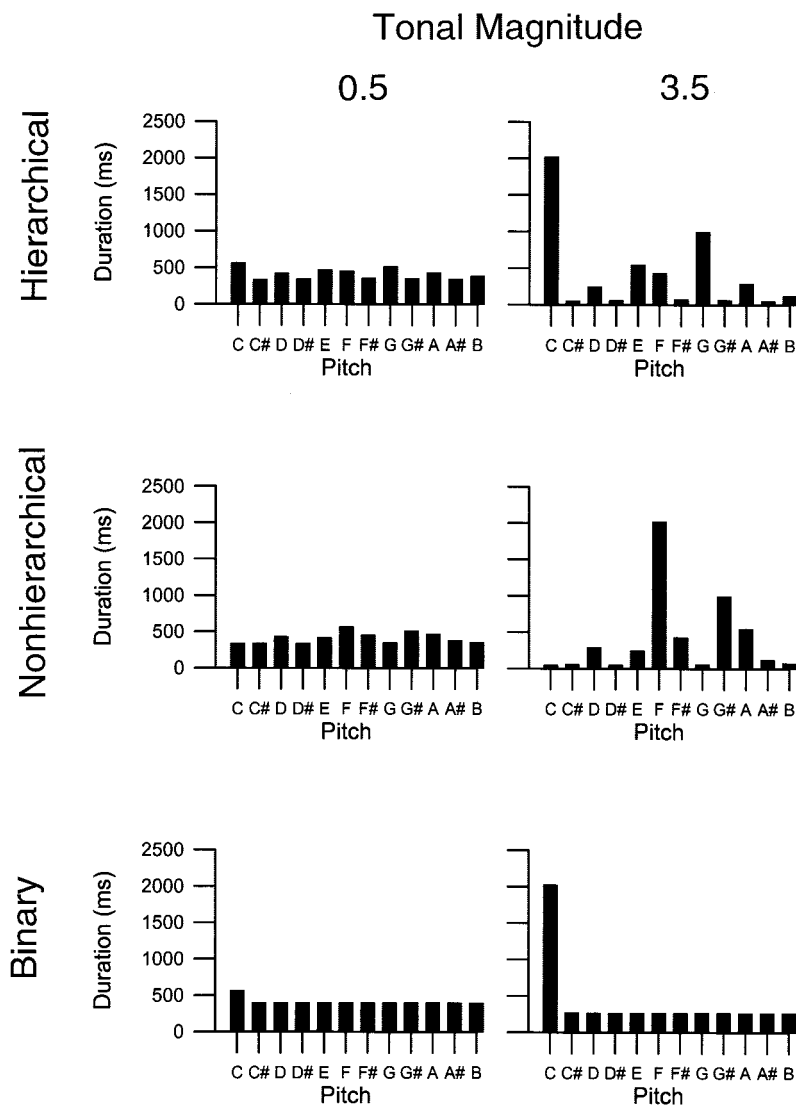 Tonal Magnitude
0.5
3.5
Hierarchical
Duration (ms)
2500
2000
1500
1000
500
0
C C# D D# E F F# G G# A A# B
Pitch
C C# D D# E F F# G G# A A# B
Pitch
Nonhierarchical
Duration (ms)
2500
2000
1500
1000
500
0
C C# D D# E F F# G G# A A# B
Pitch
C C# D D# E F F# G G# A A# B
Pitch
Binary
Duration (ms)
2500
2000
1500
1000
500
0
C C# D D# E F F# G G# A A# B
Pitch
C C# D D# E F F# G G# A A# B
Pitch